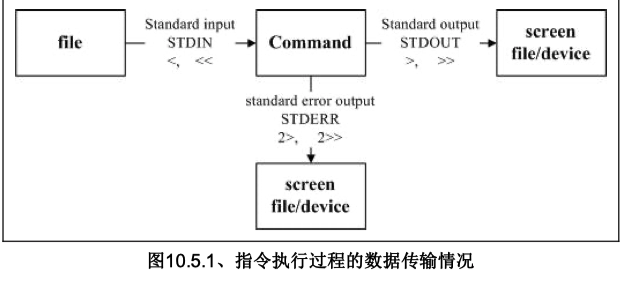 file
Standard input
STDIN
<, <<
Command
Standard output
STDOUT
>, >>
screen
file/device
standard error output
STDERR
2>, 2>>
screen
file/device
图10.5.1、指令执行过程的数据传输情况